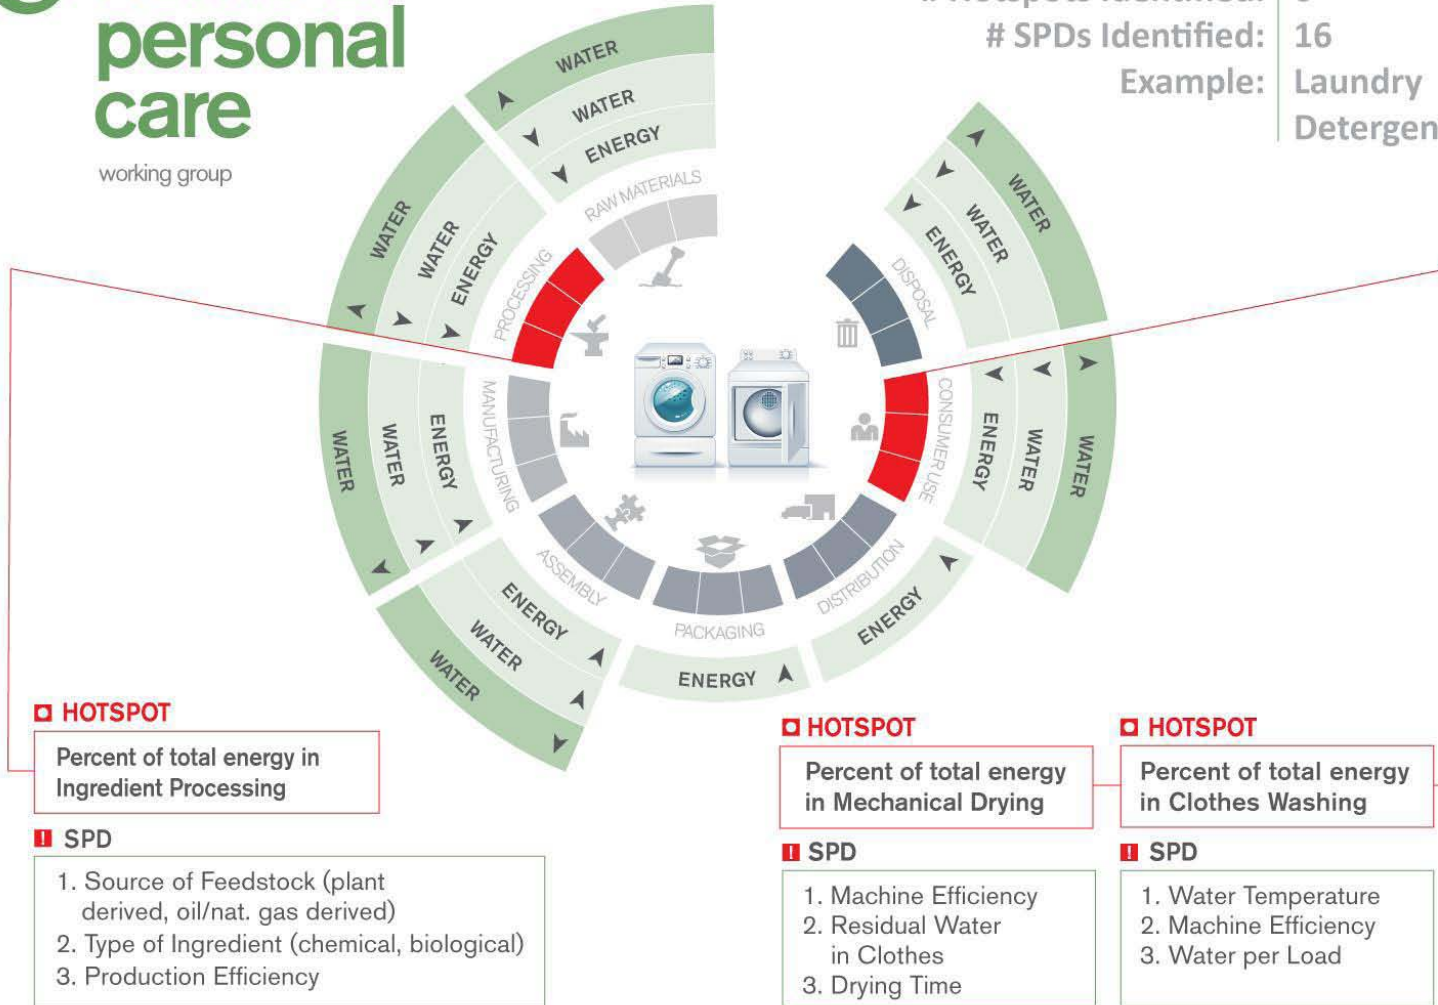 personal
care
working group
# SPDs Identified: 16
Example: Laundry
WATER
WATER
ENERGY
RAW MATERIALS
WATER
WATER
ENERGY
PROCESSING
WATER
WATER
ENERGY
MANUFACTURING
WATER
WATER
ENERGY
ASSEMBLY
ENERGY
PACKAGING
ENERGY
DISTRIBUTION
WATER
WATER
ENERGY
CONSUMER USE
WATER
WATER
ENERGY
DISPOSAL
HOTSPOT
Percent of total energy in
Ingredient Processing
! SPD
1. Source of Feedstock (plant
derived, oil/nat. gas derived)
2. Type of Ingredient (chemical, biological)
3. Production Efficiency
HOTSPOT
Percent of total energy
in Mechanical Drying
! SPD
1. Machine Efficiency
2. Residual Water
in Clothes
3. Drying Time
HOTSPOT
Percent of total energy
in Clothes Washing
! SPD
1. Water Temperature
2. Machine Efficiency
3. Water per Load